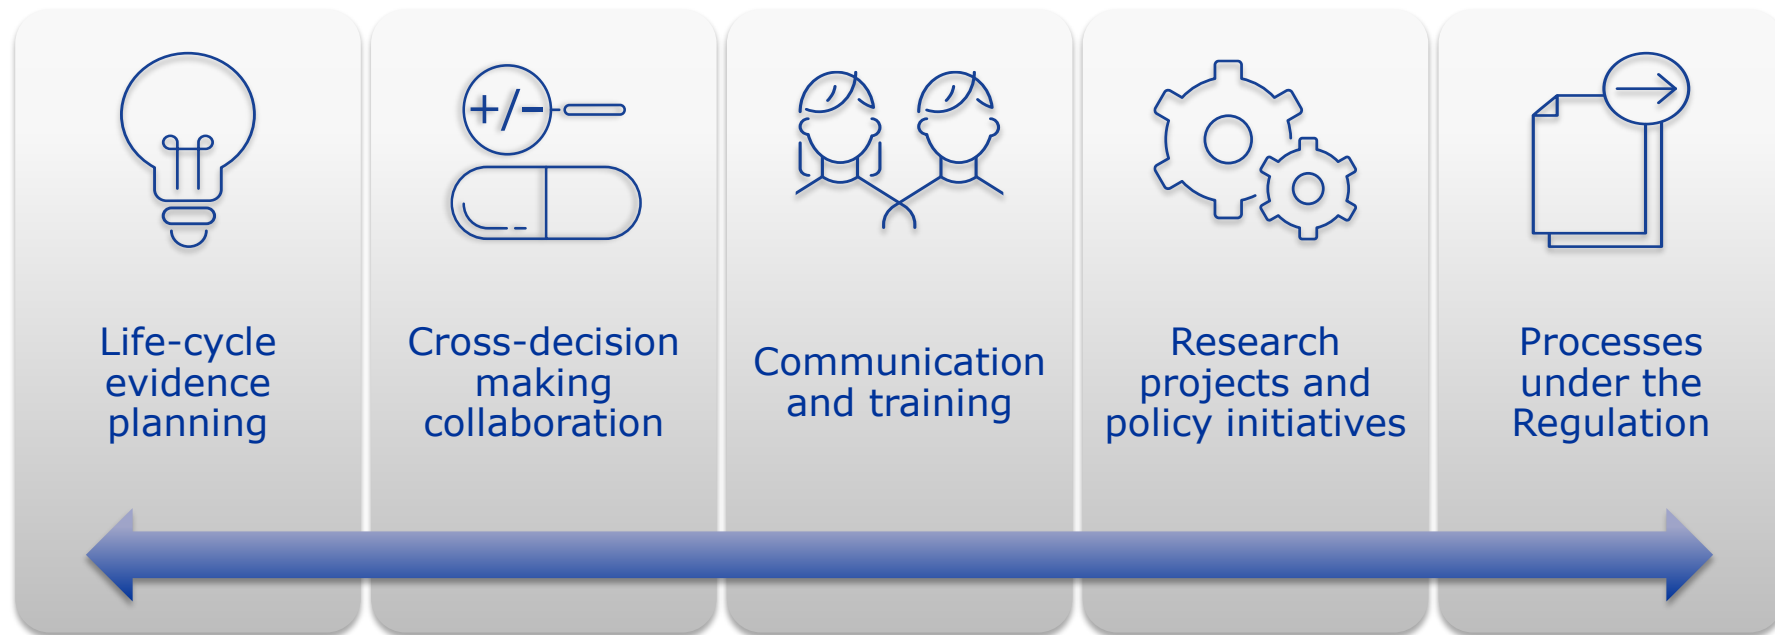 +/-
Life-cycle
evidence
planning
Cross-decision
making
collaboration
Communication
and training
Research
projects and
policy initiatives
Processes
under the
Regulation